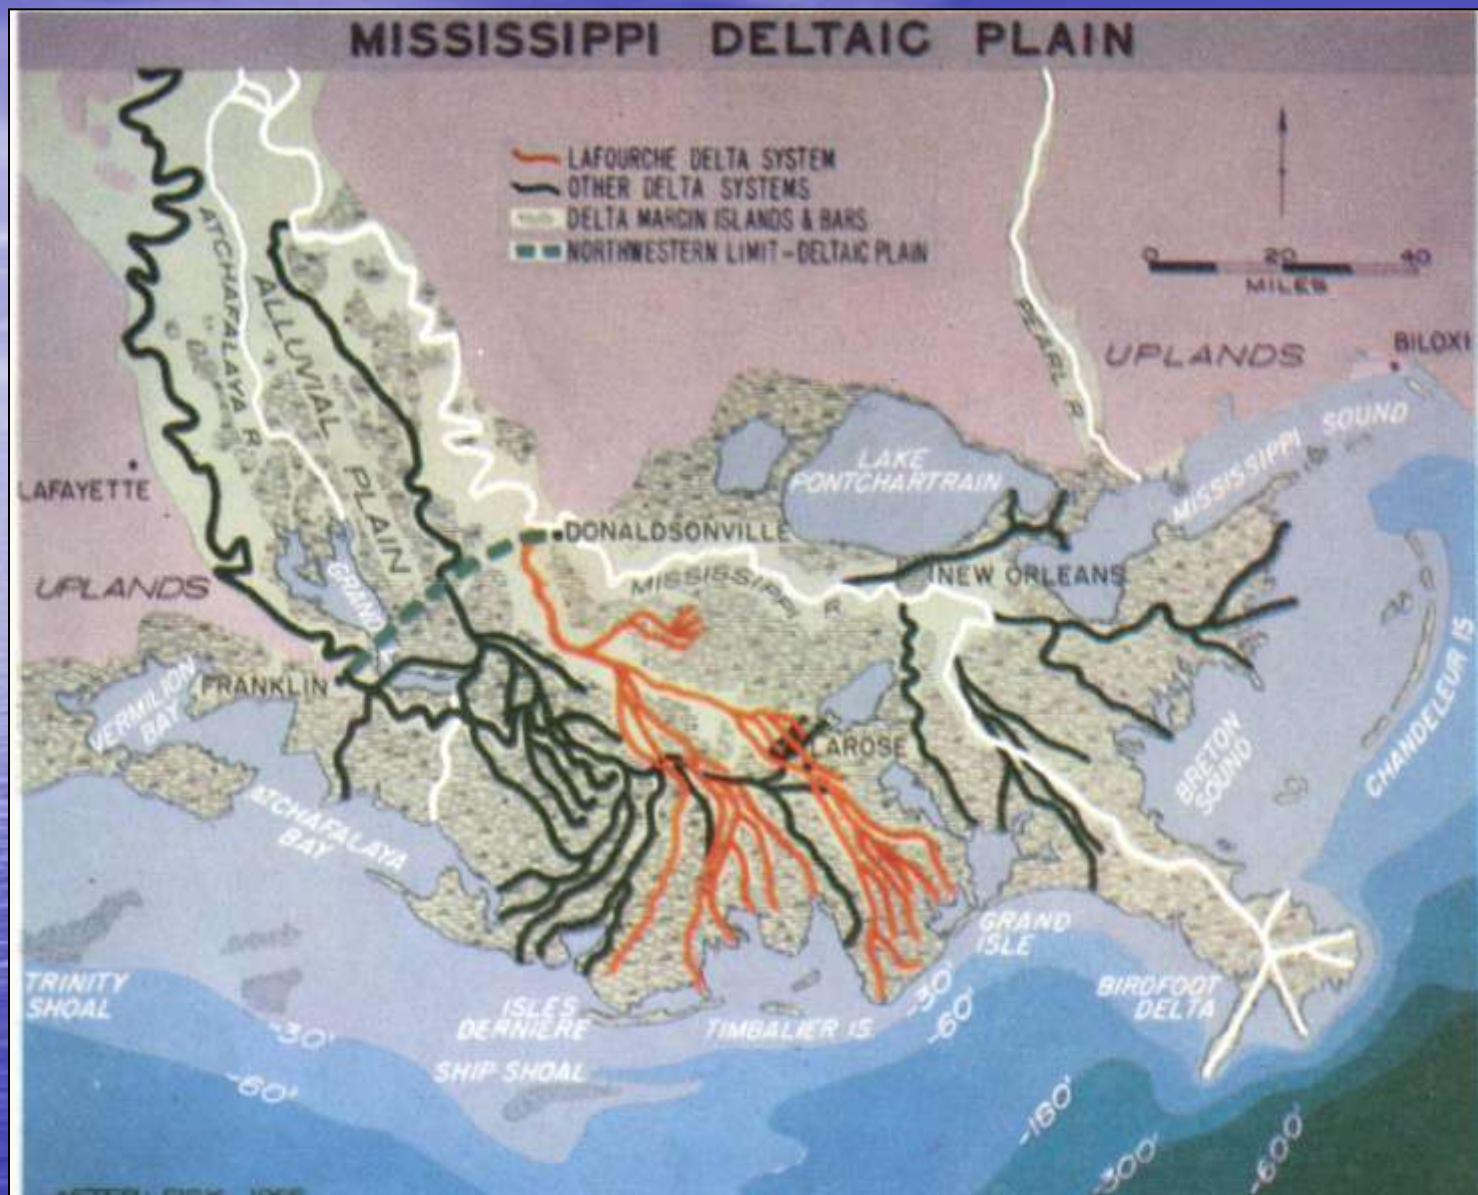 MISSISSIPPI DELTAIC PLAIN
LAFOURCHE DELTA SYSTEM
OTHER DELTA SYSTEMS
DELTA MARGIN ISLANDS & BARS
NORTHWESTERN LIMIT-DELTAIC PLAIN
0 20 40
MILES
ATCHAFALAYA R.
ALLUVIAL
PLAIN
PEARL R.
UPLANDS
BILOXI
MISSISSIPPI SOUND
LAKE
PONTCHARTRAIN
LAFAYETTE
DONALDSONVILLE
MISSISSIPPI R.
NEW ORLEANS
UPLANDS
GRAND
FRANKLIN
VERMILION
BAY
LAROSE
BRETON
SOUND
CHANDELEUR IS
ATCHAFALAYA
BAY
GRAND
ISLE
TRINITY
SHOAL
ISLES
DERNIERE
TIMBALIER IS.
BIRDFOOT
DELTA
-30'
-60'
-30'
-60'
SHIP SHOAL
-180'
-300'
-600'